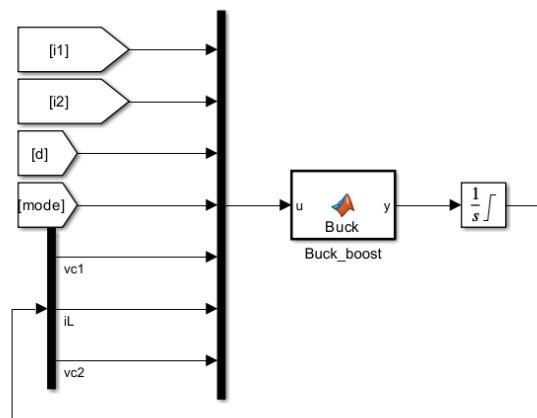 [i1]
[i2]
[d]
[mode]
vc1
iL
vc2
u
y
Buck
Buck_boost
1
s